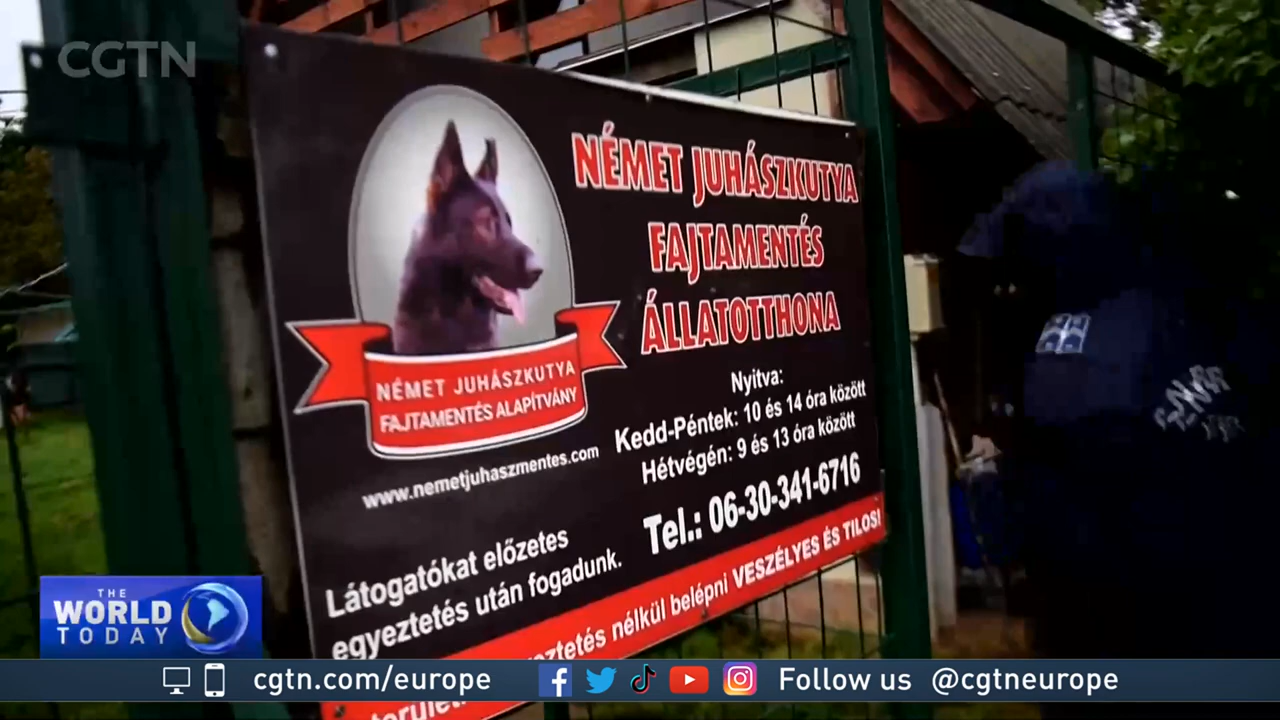 CGTN
NÉMET JUHÁSZKUTYA
FAJTAMENTÉS
ÁLLATOTTHONA
NÉMET JUHÁSZKUTYA
FAJTAMENTÉS ALAPÍTVÁNY
www.nemetjuhaszmentes.com
Nyitva:
Kedd-Péntek: 10 és 14 óra között
Hétvégén: 9 és 13 óra között
Tel.: 06-30-341-6716
Látogatókat előzetes
egyeztetés után fogadunk.
nélkül belépni VESZÉLYES ÉS TILOS!
THE
WORLD
TODAY
cgtn.com/europe
Follow us @cgtneurope